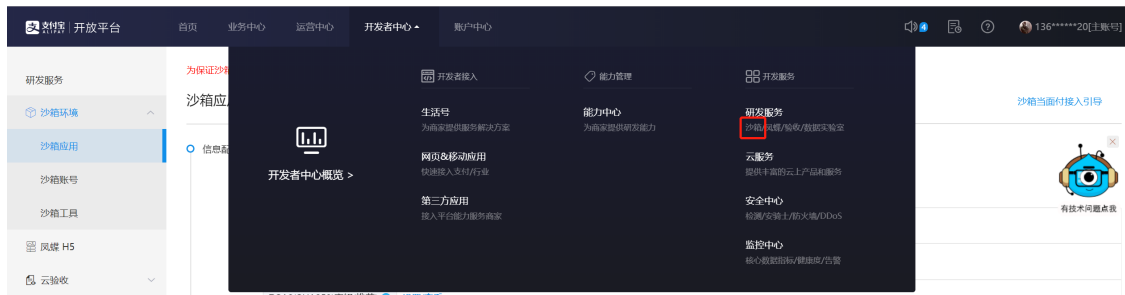 支付宝 开放平台
首页 业务中心 运营中心 开发者中心 账户中心 4 136******20[主账号]
研发服务
沙箱环境
沙箱应用
沙箱账号
沙箱工具
凤蝶 H5
云验收
为保证沙箱
沙箱应
信息配
沙箱当面付接入引导
有技术问题点我
开发者中心概览 >
开发者接入
生活号
为商家提供服务解决方案
网页&移动应用
快速接入支付/行业
第三方应用
接入平台能力服务商家
能力管理
能力中心
为商家提供研发能力
开发服务
研发服务
沙箱/凤蝶/验收/数据实验室
云服务
提供丰富的云上产品和服务
安全中心
检测/安骑士/防火墙/DDoS
监控中心
核心数据指标/健康度/告警